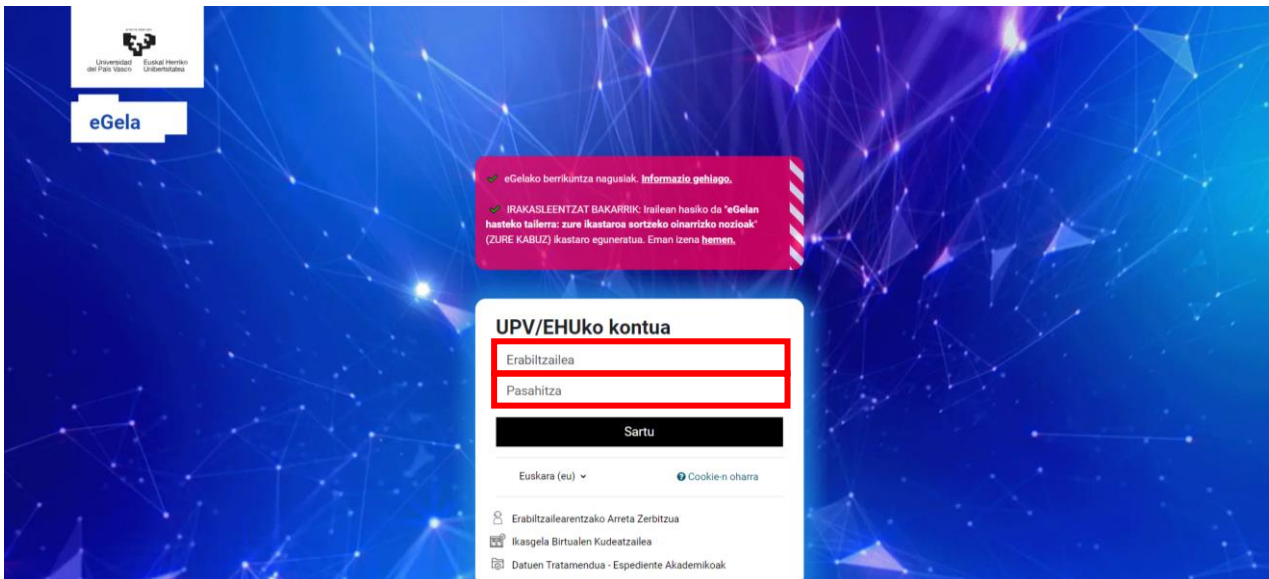 Universidad del País Vasco
Euskal Herriko Unibertsitatea
eGela
eGelako berrikuntza nagusiak. Informazio gehiago.
IRAKASLEENTZAT BAKARRIK: Irailean hasiko da "eGelan
hasteko tailerra: zure ikastaroa sortzeko oinarrizko nozioak"
(ZURE KABUZ) ikastaro eguneratua. Eman izena hemen.
UPV/EHUko kontua
Erabiltzailea
Pasahitza
Sartu
Euskara (eu)
Cookie-n oharra
Erabiltzailearentzako Arreta Zerbitzua
Ikasgela Birtualen Kudeatzailea
Datuen Tratamendua - Espediente Akademikoak